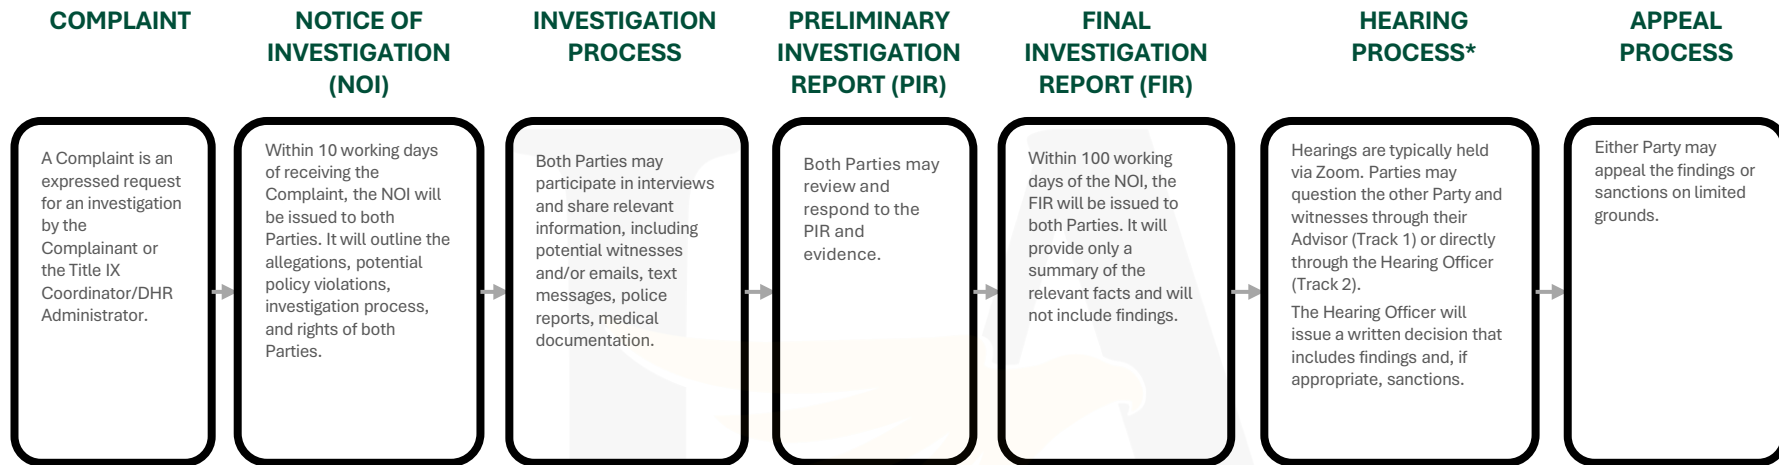 COMPLAINT
NOTICE OF
INVESTIGATION
(NOI)
INVESTIGATION
PROCESS
PRELIMINARY
INVESTIGATION
REPORT (PIR)
FINAL
INVESTIGATION
REPORT (FIR)
HEARING
PROCESS*
APPEAL
PROCESS
A Complaint is an
expressed request
for an investigation
by the
Complainant or
the Title IX
Coordinator/DHR
Administrator.
Within 10 working days
of receiving the
Complaint, the NOI will
be issued to both
Parties. It will outline the
allegations, potential
policy violations,
investigation process,
and rights of both
Parties.
Both Parties may
participate in interviews
and share relevant
information, including
potential witnesses
and/or emails, text
messages, police
reports, medical
documentation.
Both Parties may
review and
respond to the
PIR and
evidence.
Within 100 working
days of the NOI, the
FIR will be issued to
both Parties. It will
provide only a
summary of the
relevant facts and will
not include findings.
Hearings are typically held
via Zoom. Parties may
question the other Party and
witnesses through their
Advisor (Track 1) or directly
through the Hearing Officer
(Track 2).
The Hearing Officer will
issue a written decision that
includes findings and, if
appropriate, sanctions.
Either Party may
appeal the findings or
sanctions on limited
grounds.